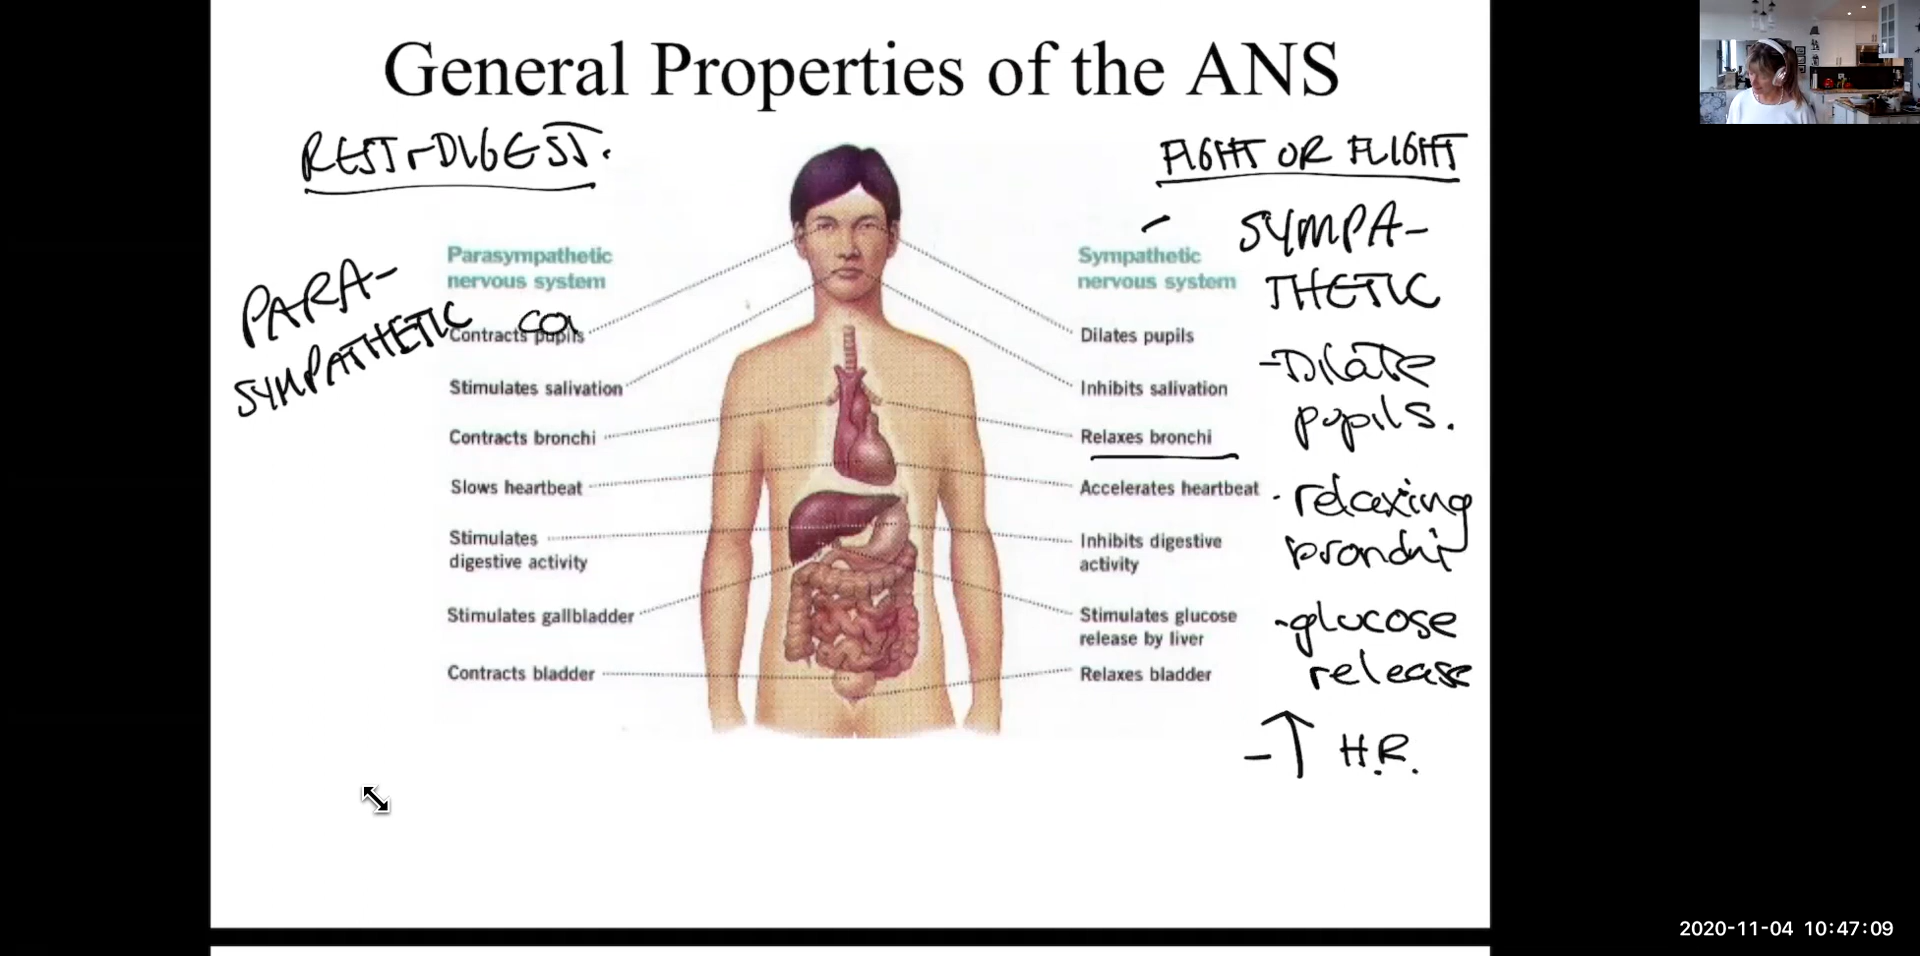 General Properties of the ANS
REST + DIGEST.
PARA-
SYMPATHETIC
Parasympathetic
nervous system
Contracts pupils
Stimulates salivation
Contracts bronchi
Slows heartbeat
Stimulates
digestive activity
Stimulates gallbladder
Contracts bladder
FIGHT OR FLIGHT
SYMPA-
THETIC
Sympathetic
nervous system
Dilates pupils
Inhibits salivation
Relaxes bronchi
Accelerates heartbeat
Inhibits digestive
activity
Stimulates glucose
release by liver
Relaxes bladder
- Dilate
pupils.
- relaxing
bronchi
- glucose
release
- ↑ H.R.
2020-11-04 10:47:09